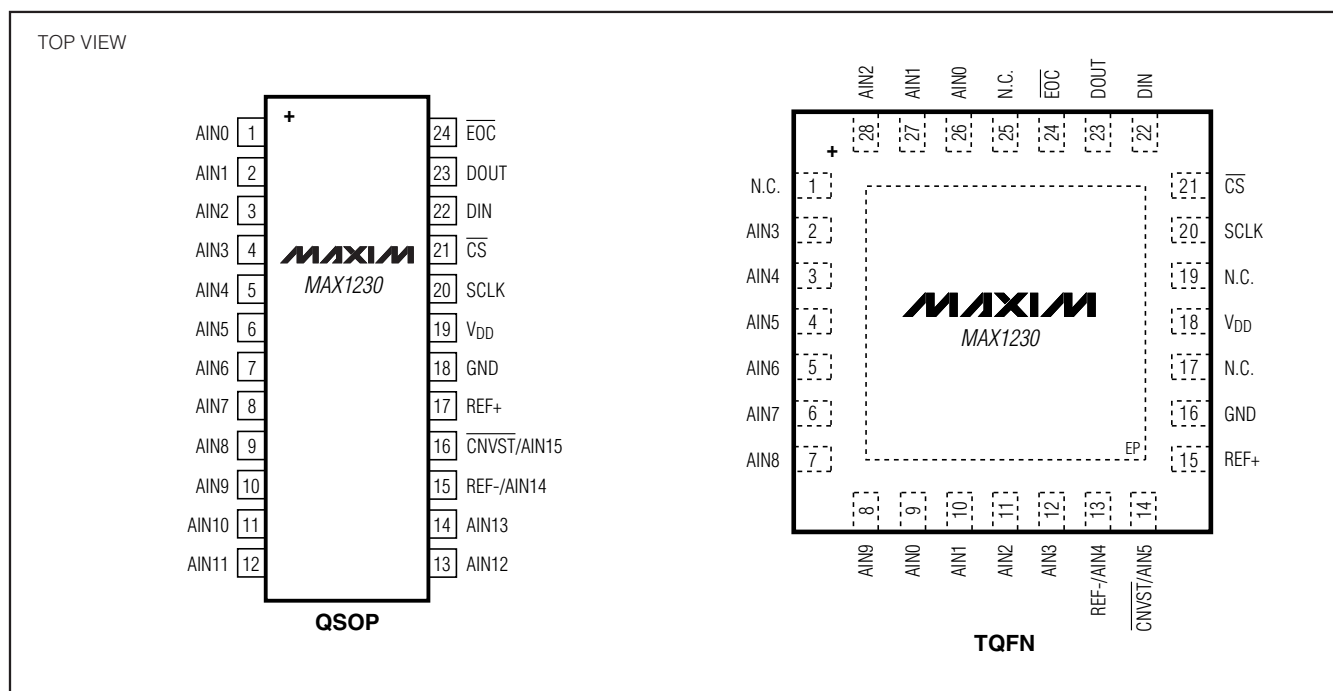 TOP VIEW
+
AIN0 1
AIN1 2
AIN2 3
AIN3 4
AIN4 5
AIN5 6
AIN6 7
AIN7 8
AIN8 9
AIN9 10
AIN10 11
AIN11 12
MAXIM
MAX1230
24 EOC
23 DOUT
22 DIN
21 CS
20 SCLK
19 VDD
18 GND
17 REF+
16 CNVST/AIN15
15 REF-/AIN14
14 AIN13
13 AIN12
QSOP
AIN2 AIN1 AIN0 N.C. EOC DOUT DIN
28 27 26 25 24 23 22
+
N.C. 1
AIN3 2
AIN4 3
AIN5 4
AIN6 5
AIN7 6
AIN8 7
MAXIM
MAX1230
EP
21 CS
20 SCLK
19 N.C.
18 VDD
17 N.C.
16 GND
15 REF+
8 9 10 11 12 13 14
AIN9 AIN0 AIN1 AIN2 AIN3 REF-/AIN4 CNVST/AIN5
TQFN